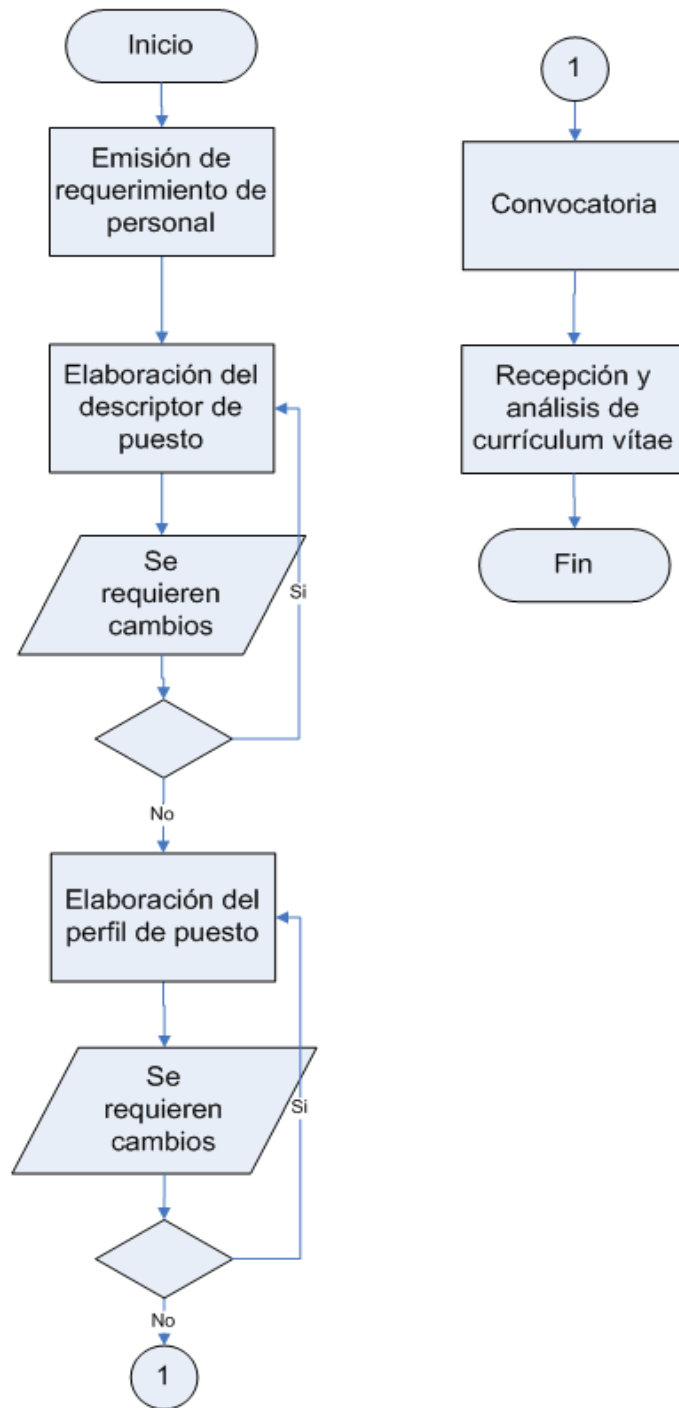 Inicio
Emisión de
requerimiento de
personal
Elaboración del
descriptor de
puesto
Se
requieren
cambios
Si
No
Elaboración del
perfil de puesto
Se
requieren
cambios
Si
No
1
1
Convocatoria
Recepción y
análisis de
currículum vítae
Fin